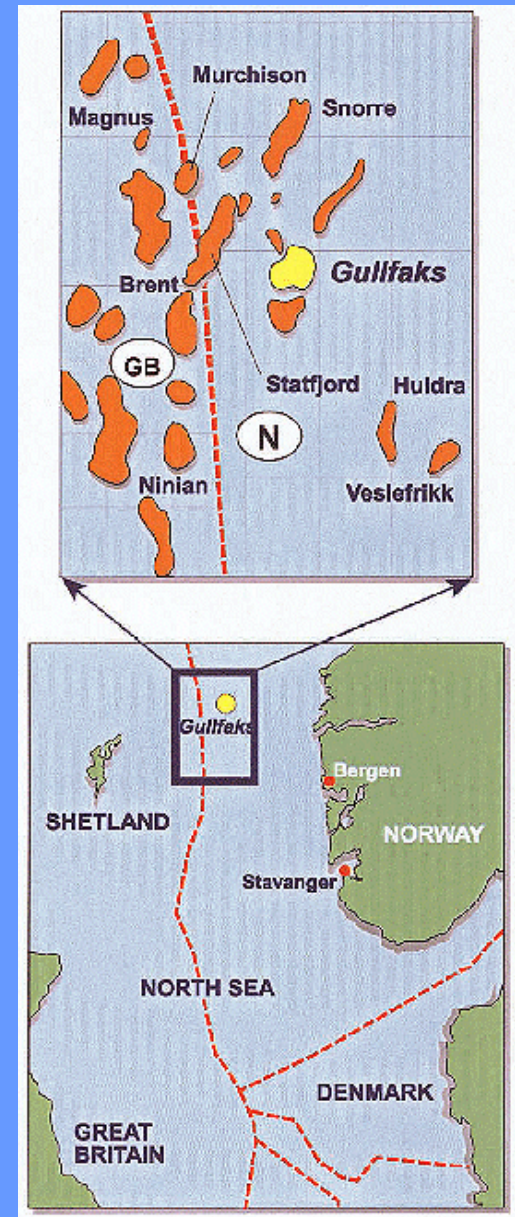 Murchison
Magnus
Snorre
Brent
Gullfaks
GB
Statfjord
Huldra
N
Ninian
Veslefrikk
Gullfaks
Bergen
SHETLAND
NORWAY
Stavanger
NORTH SEA
DENMARK
GREAT
BRITAIN